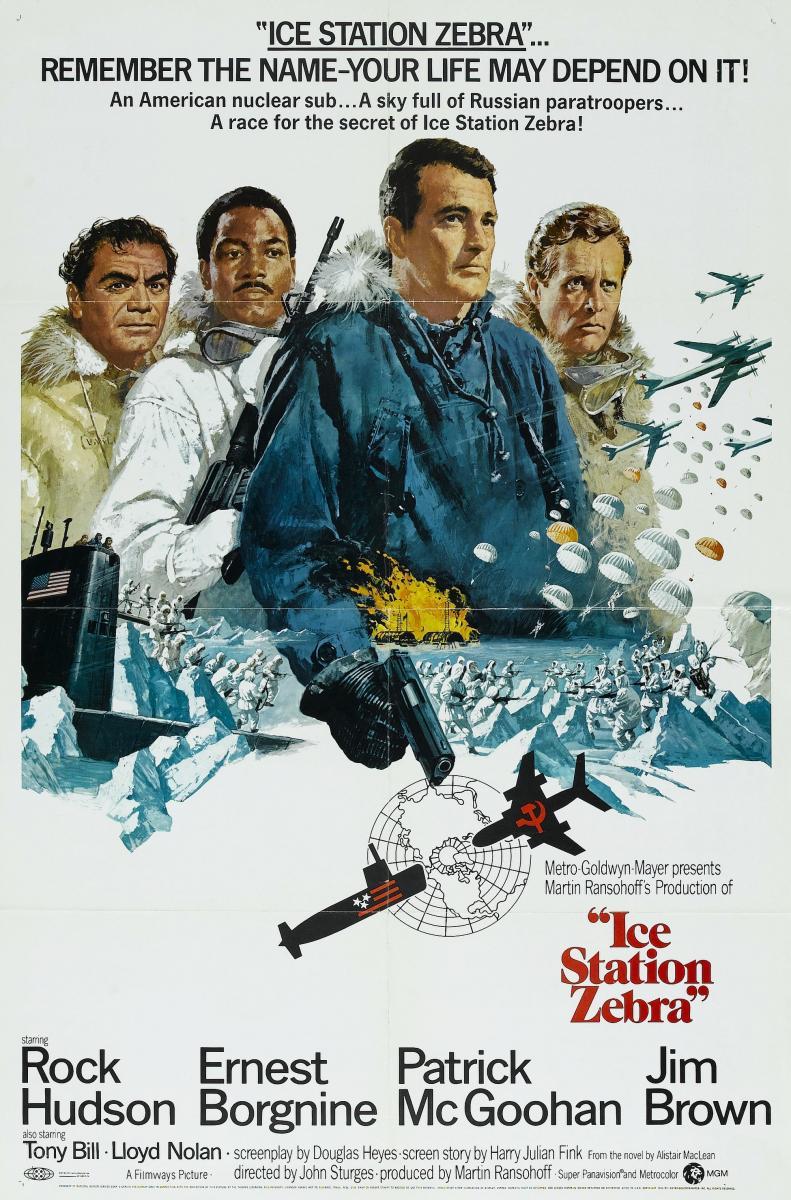 "ICE STATION ZEBRA"...
REMEMBER THE NAME–YOUR LIFE MAY DEPEND ON IT!
An American nuclear sub...A sky full of Russian paratroopers...
A race for the secret of Ice Station Zebra!
Metro-Goldwyn-Mayer presents
Martin Ransohoff's Production of
"Ice
Station
Zebra"
starring
Rock Hudson
Ernest Borgnine
Patrick McGoohan
Jim Brown
also starring
Tony Bill · Lloyd Nolan · screenplay by Douglas Heyes · screen story by Harry Julian Fink From the novel by Alistair MacLean
A Filmways Picture · directed by John Sturges · produced by Martin Ransohoff · Super Panavision® and Metrocolor MGM